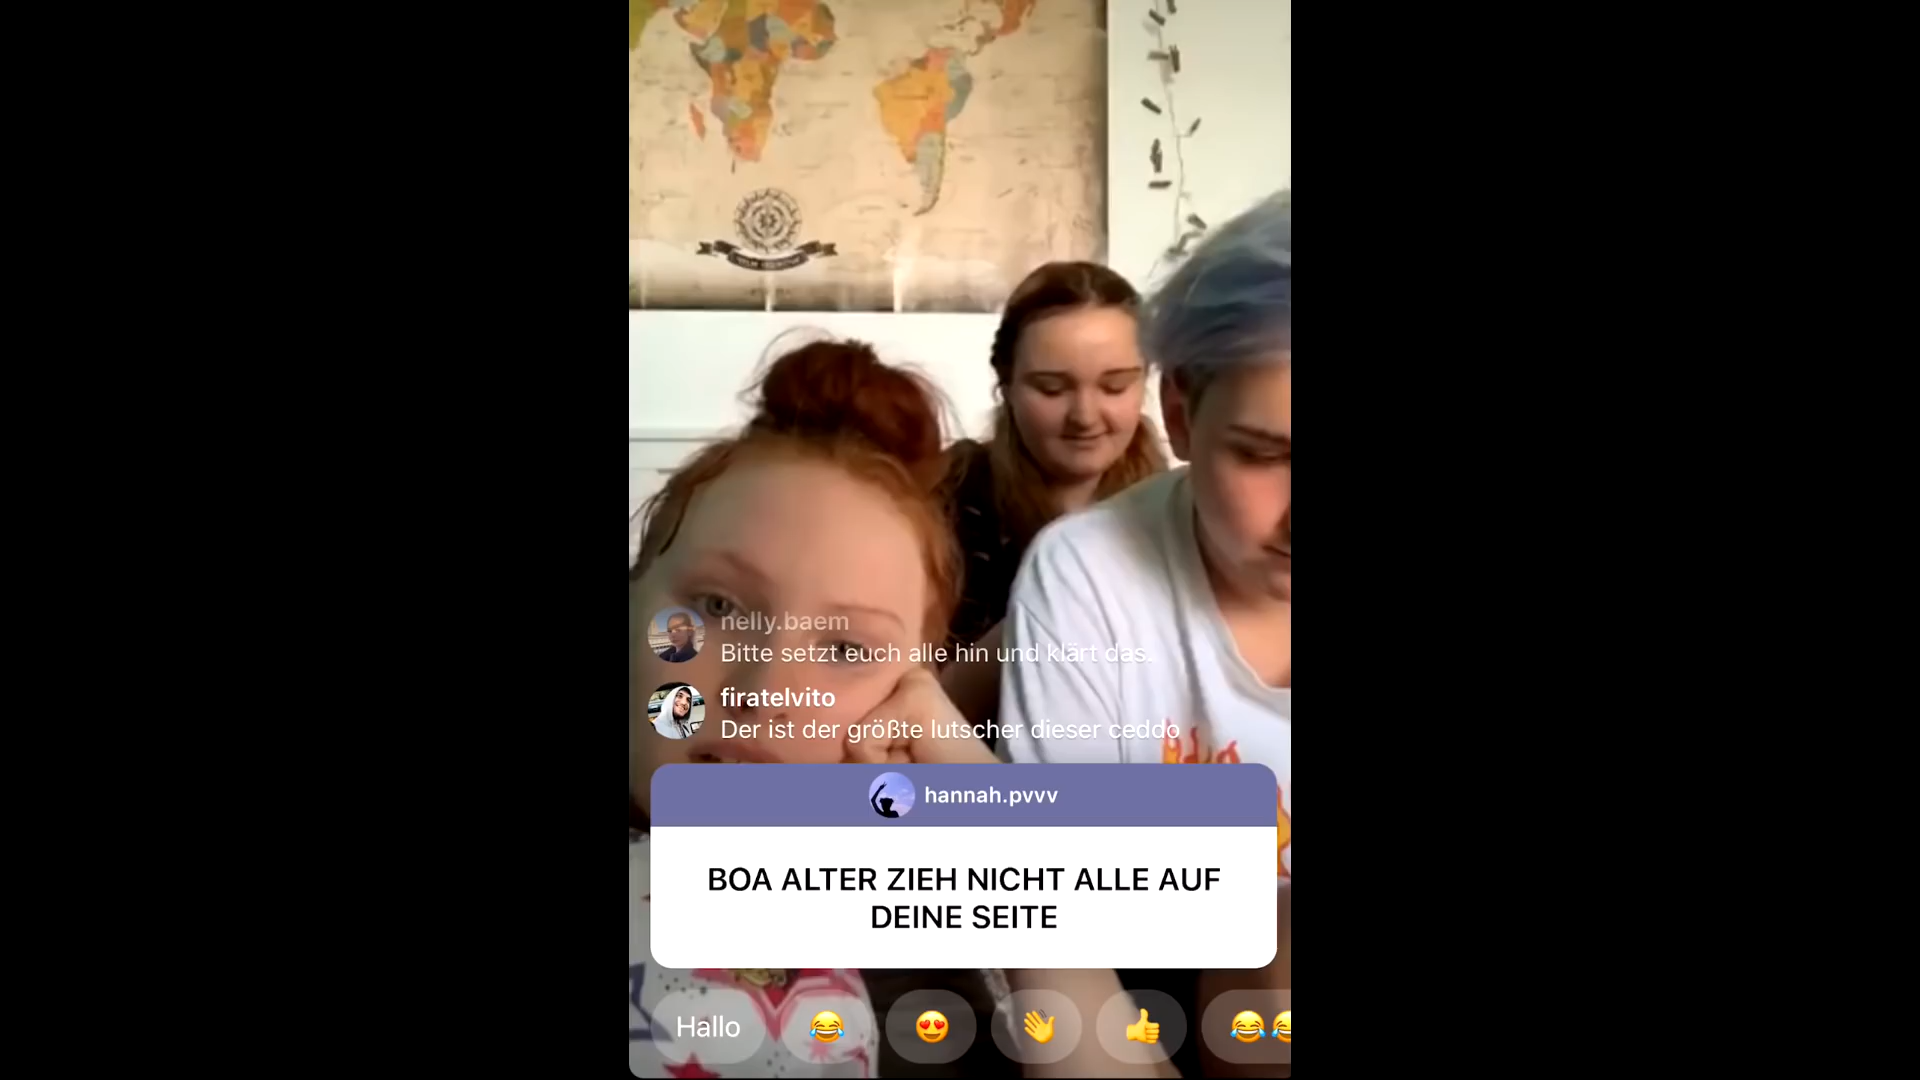 nelly.baem
Bitte setzt euch alle hin und klärt das.
firatelvito
Der ist der größte lutscher dieser ceddo
hannah.pvvv
BOA ALTER ZIEH NICHT ALLE AUF
DEINE SEITE
Hallo